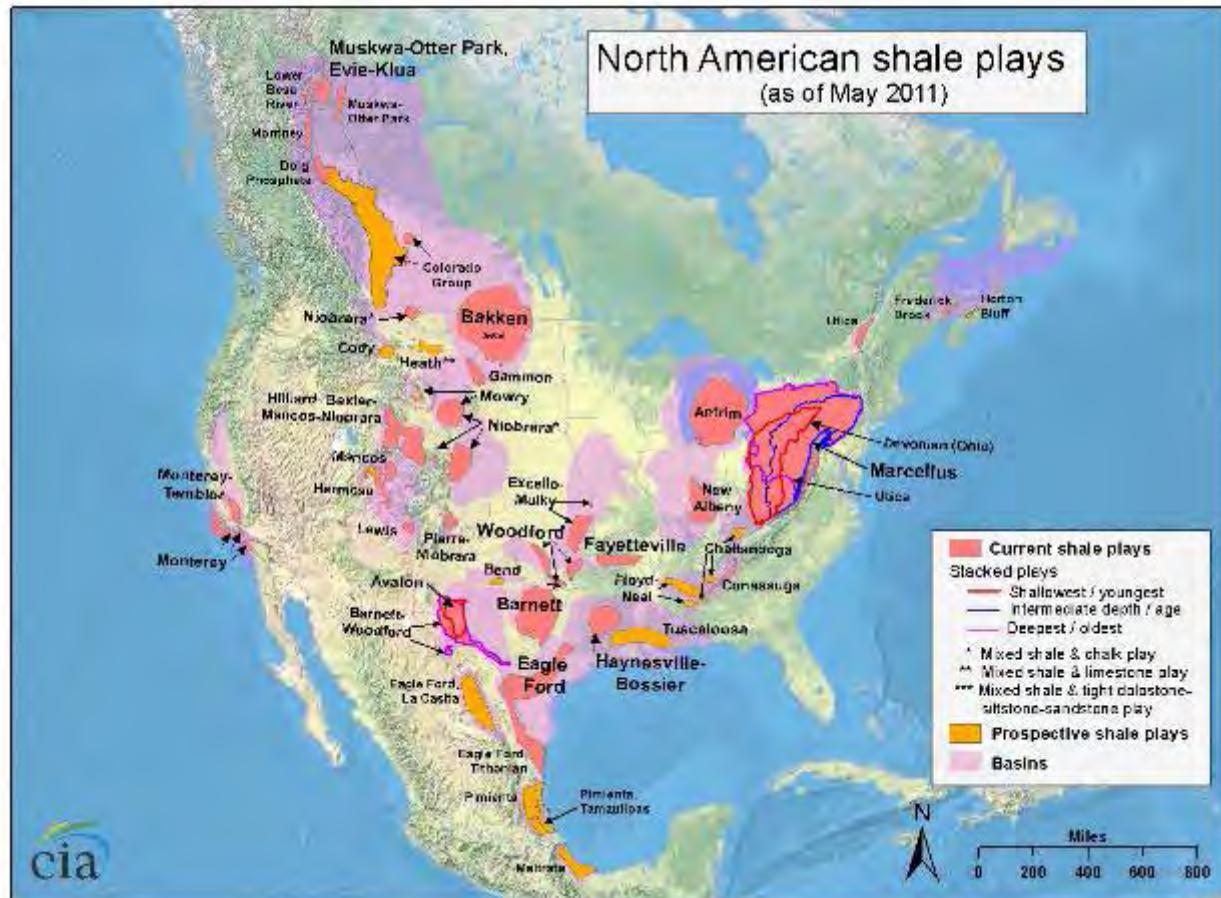 North American shale plays
(as of May 2011)
Muskwa-Otter Park,
Evie-Klua
Lower
Besa
River
Muskwa-
Otter Park
Montney
Doig
Phosphate
Colorado
Group
Niobrara*
Bakken
***
Cody
Heath**
Gammon
Mowry
Hilliard-Baxter-
Mancos-Niobrara
Niobrara*
Antrim
Utica
Frederick
Brook
Horton
Bluff
Devonian (Ohio)
Marcellus
Utica
Mancos
Hermosa
Monterey-
Temblor
Monterey
Lewis
Pierre-
Niobrara
Excello-
Mulky
New
Albany
Woodford
Fayetteville
Chattanooga
Bend
Avalon
Barnett
Floyd-
Neal
Conasauga
Barnett-
Woodford
Tuscaloosa
Eagle
Ford
Haynesville-
Bossier
Eagle Ford,
La Casita
Eagle Ford,
Tithonian
Pimienta
Pimienta,
Tamaulipas
Maltrata
Current shale plays
Stacked plays
Shallowest / youngest
Intermediate depth / age
Deepest / oldest
* Mixed shale & chalk play
** Mixed shale & limestone play
*** Mixed shale & tight dolostone-
siltstone-sandstone play
Prospective shale plays
Basins
N
Miles
0 200 400 600 800
cia